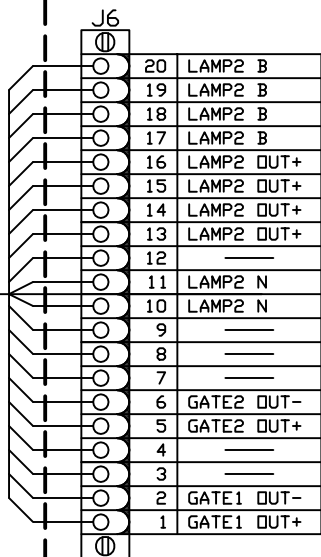 J6
20 LAMP2 B
19 LAMP2 B
18 LAMP2 B
17 LAMP2 B
16 LAMP2 OUT+
15 LAMP2 OUT+
14 LAMP2 OUT+
13 LAMP2 OUT+
12 ——
11 LAMP2 N
10 LAMP2 N
9 ——
8 ——
7 ——
6 GATE2 OUT-
5 GATE2 OUT+
4 ——
3 ——
2 GATE1 OUT-
1 GATE1 OUT+